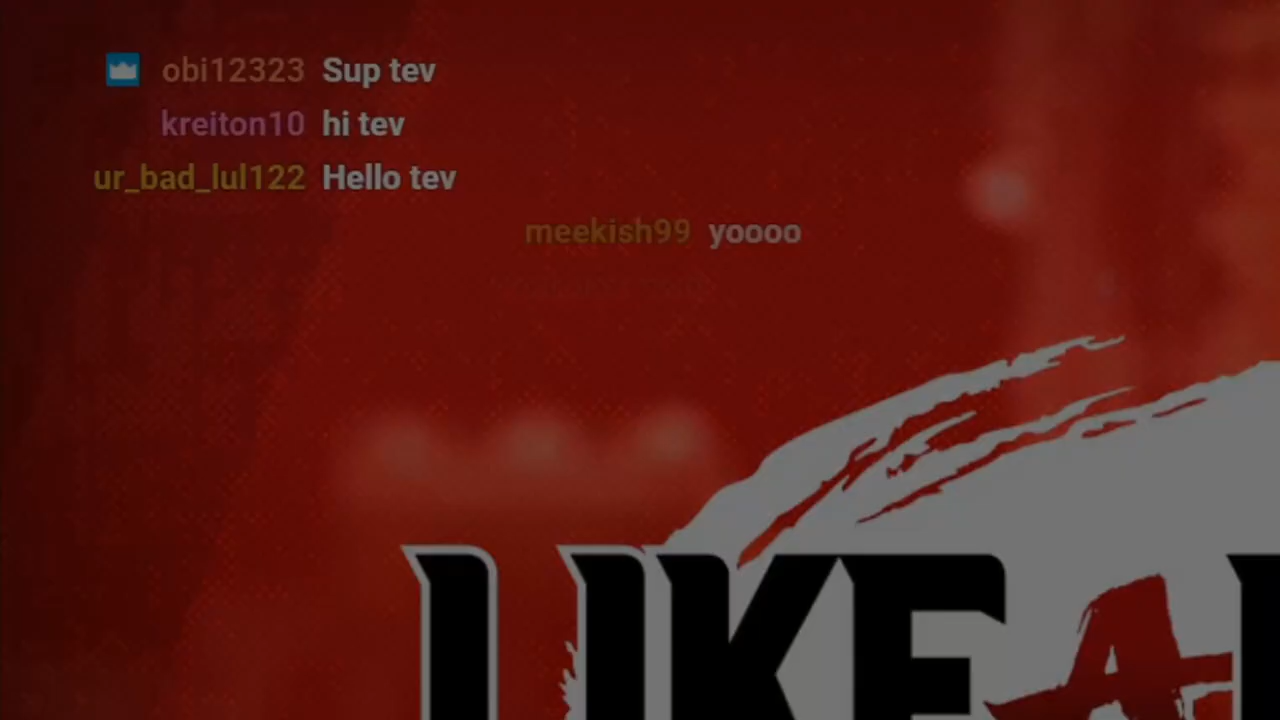 obi12323 Sup tev
kreiton10 hi tev
ur_bad_lul122 Hello tev
meekish99 yoooo
LIKE A